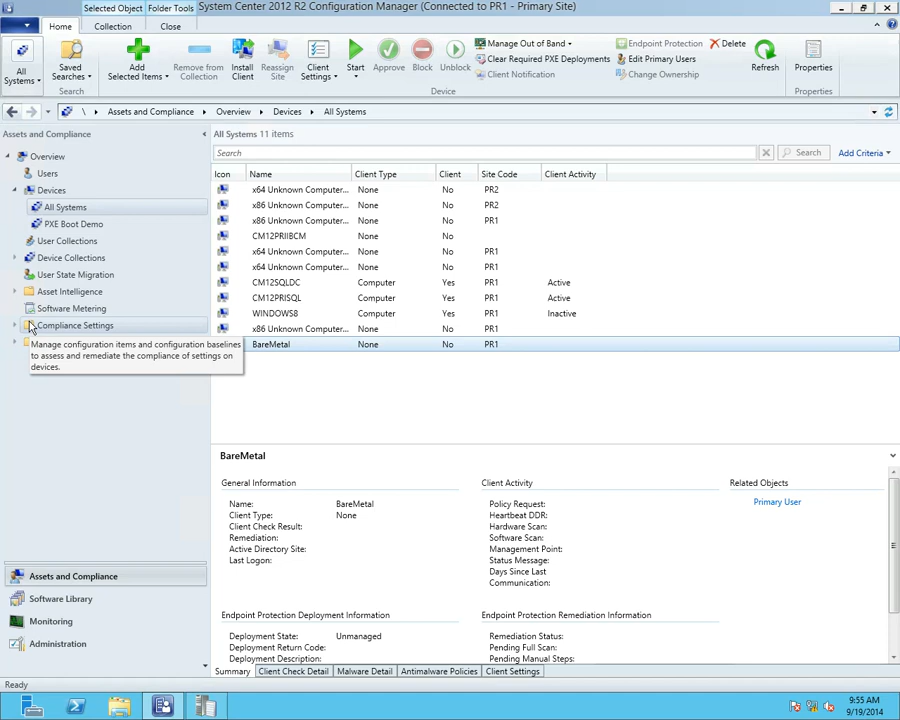 Selected Object Folder Tools System Center 2012 R2 Configuration Manager (Connected to PR1 - Primary Site)
Home Collection Close
All Systems
Saved Searches
Search
Add Selected Items
Remove from Collection
Install Client
Reassign Site
Client Settings
Start
Approve
Block
Unblock
Manage Out of Band
Clear Required PXE Deployments
Client Notification
Endpoint Protection
Edit Primary Users
Change Ownership
Delete
Device
Refresh
Properties
Properties
\ Assets and Compliance Overview Devices All Systems
Assets and Compliance
Overview
Users
Devices
All Systems
PXE Boot Demo
User Collections
Device Collections
User State Migration
Asset Intelligence
Software Metering
Compliance Settings
Manage configuration items and configuration baselines
to assess and remediate the compliance of settings on
devices.
Assets and Compliance
Software Library
Monitoring
Administration
All Systems 11 items
Search Search Add Criteria
Icon Name Client Type Client Site Code Client Activity
x64 Unknown Computer... None No PR2
x86 Unknown Computer... None No PR2
x86 Unknown Computer... None No PR1
CM12PRIIBCM None No
x64 Unknown Computer... None No PR1
x64 Unknown Computer... None No PR1
CM12SQLDC Computer Yes PR1 Active
CM12PRISQL Computer Yes PR1 Active
WINDOWS8 Computer Yes PR1 Inactive
x86 Unknown Computer... None No PR1
BareMetal None No PR1
BareMetal
General Information
Name: BareMetal
Client Type: None
Client Check Result:
Remediation:
Active Directory Site:
Last Logon:
Client Activity
Policy Request:
Heartbeat DDR:
Hardware Scan:
Software Scan:
Management Point:
Status Message:
Days Since Last
Communication:
Related Objects
Primary User
Endpoint Protection Deployment Information
Deployment State: Unmanaged
Deployment Return Code:
Deployment Description:
Endpoint Protection Remediation Information
Remediation Status:
Pending Full Scan:
Pending Manual Steps:
Summary Client Check Detail Malware Detail Antimalware Policies Client Settings
Ready
9:55 AM
9/19/2014